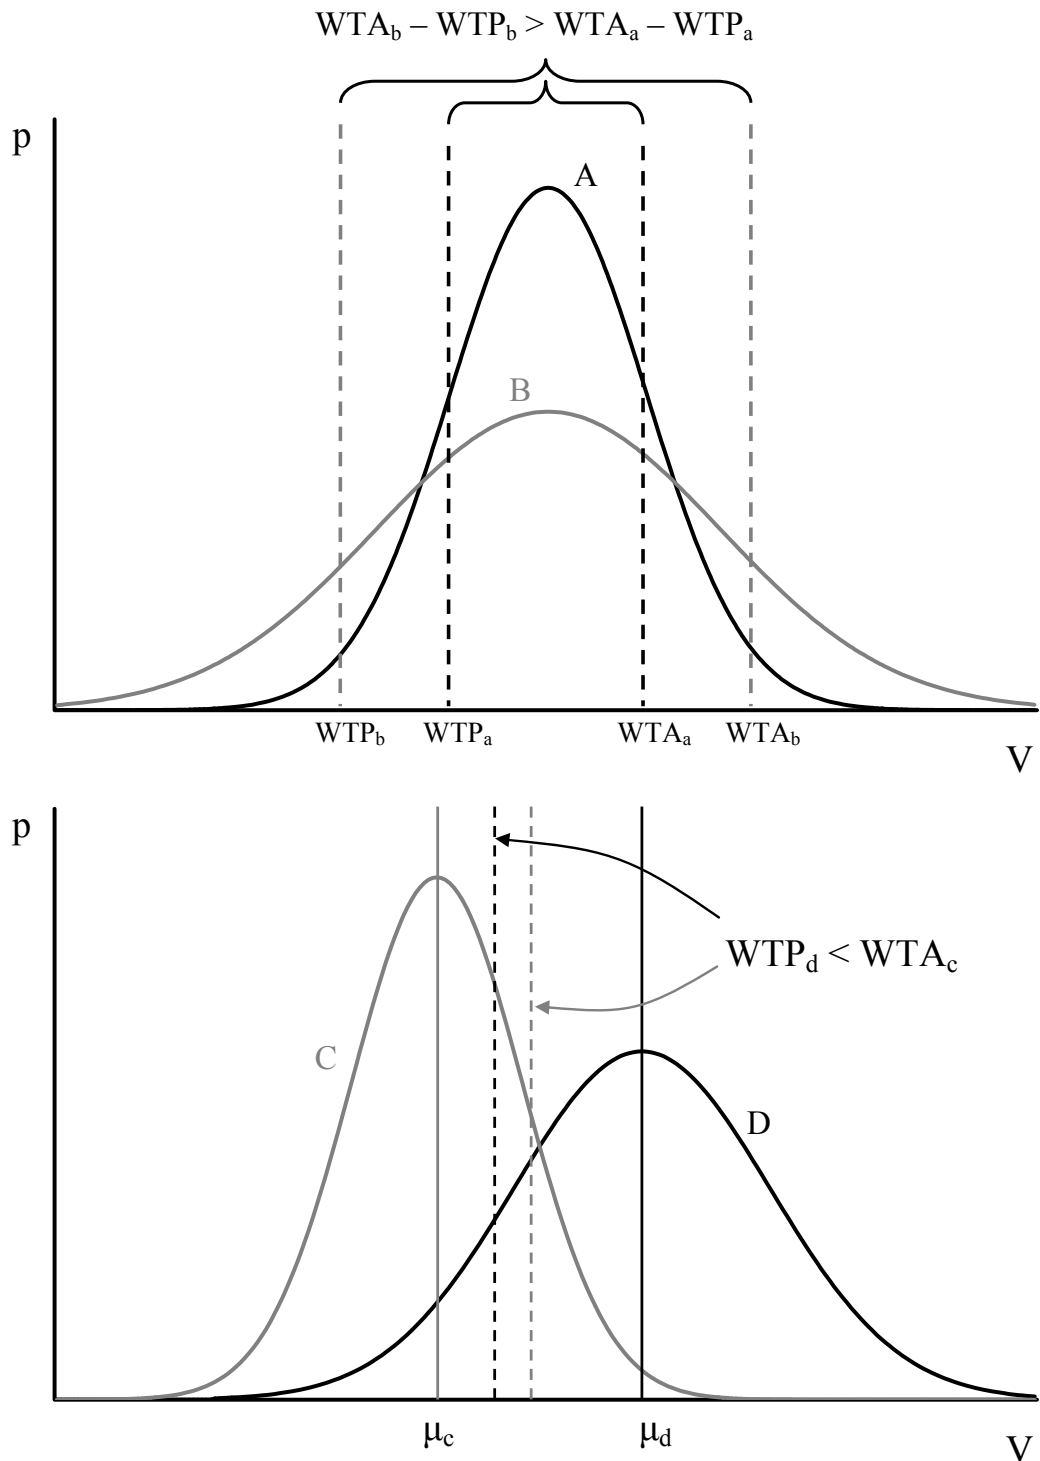 WTA_b – WTP_b > WTA_a – WTP_a
p
A
B
WTP_b WTP_a WTA_a WTA_b
V
p
WTP_d < WTA_c
C
D
μ_c μ_d
V